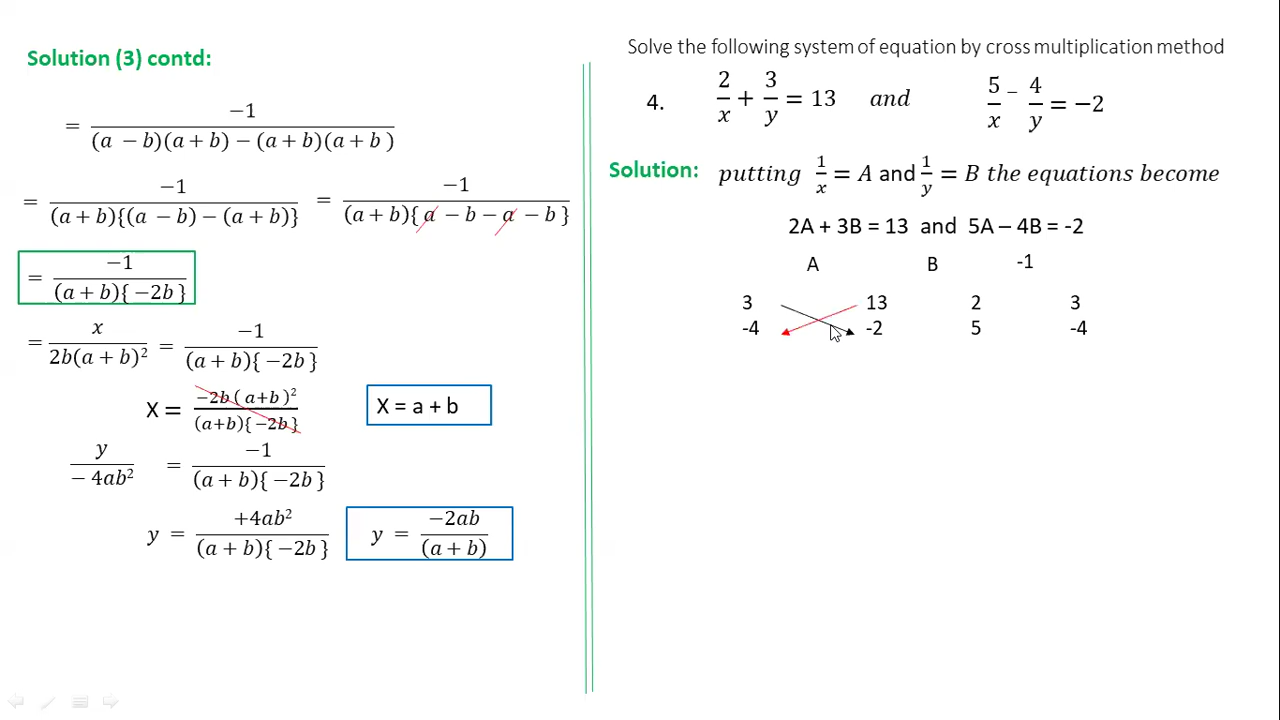 Solution (3) contd:
= −1 / (a − b)(a + b) − (a + b)(a + b )
= −1 / (a + b){(a − b) − (a + b)} = −1 / (a + b){ a − b − a − b }
= −1 / (a + b){ −2b }
= x / 2b(a + b)² = −1 / (a + b){ −2b }
X = −2b ( a+b )² / (a+b){ −2b} X = a + b
y / − 4ab² = −1 / (a + b){ −2b }
y = +4ab² / (a + b){ −2b } y = −2ab / (a + b)
Solve the following system of equation by cross multiplication method
4. 2/x + 3/y = 13 and 5/x − 4/y = −2
Solution: putting 1/x = A and 1/y = B the equations become
2A + 3B = 13 and 5A – 4B = -2
A B -1
3 13 2 3
-4 -2 5 -4